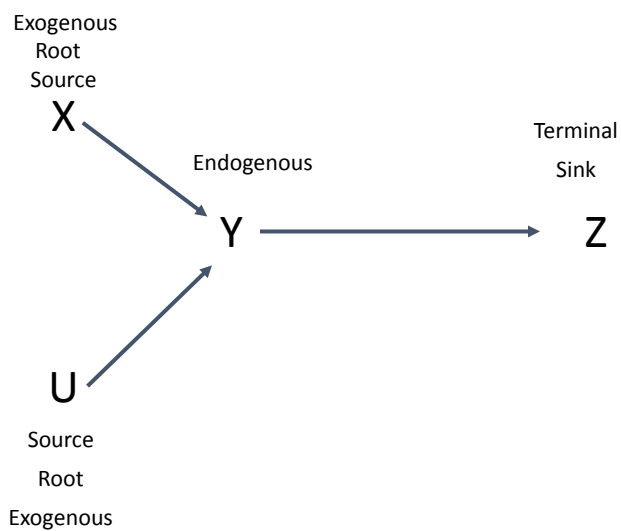 Exogenous
Root
Source
X
Terminal
Endogenous
Sink
Y
Z
U
Source
Root
Exogenous